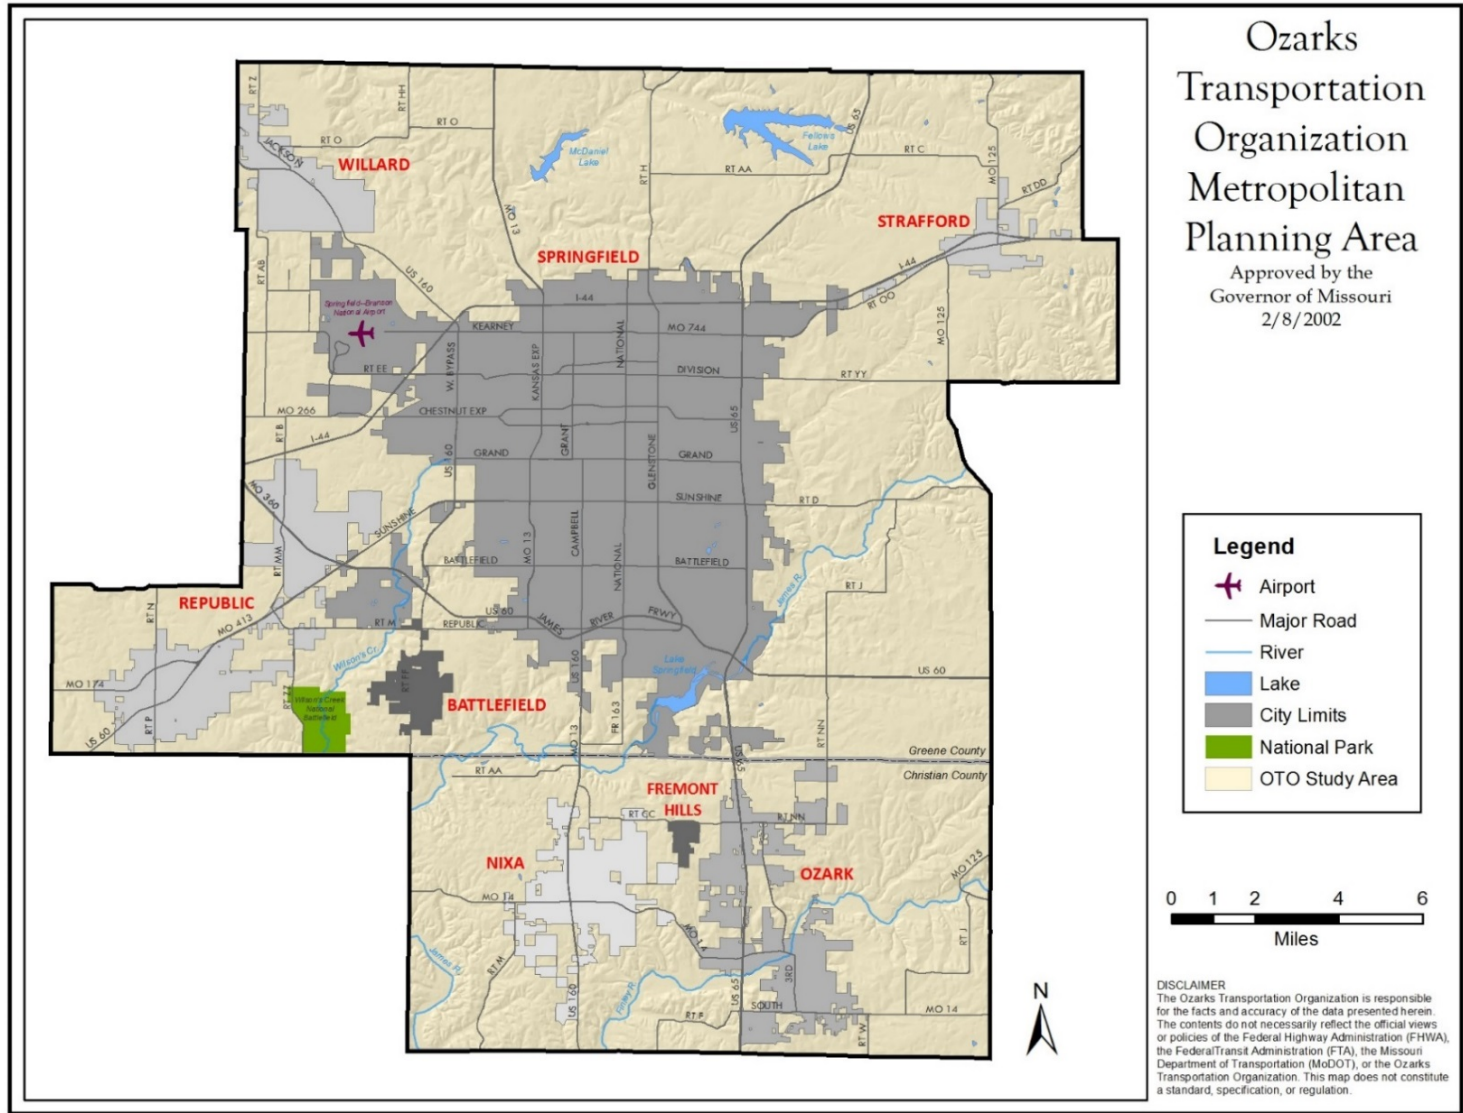 Ozarks
Transportation
Organization
Metropolitan
Planning Area
Approved by the
Governor of Missouri
2/8/2002
RT Z
RT HH
RT O
RT O
JACKSON
WILLARD
McDaniel
Lake
Fellows
Lake
US 65
RT H
RT AA
RT C
MO 125
RT DD
MO 13
STRAFFORD
SPRINGFIELD
RT AB
US 160
I-44
I-44
RT OO
MO 125
Springfield-Branson
National Airport
KEARNEY
MO 744
NATIONAL
W. BYPASS
KANSAS EXP
RT EE
DIVISION
RT YY
MO 266
CHESTNUT EXP
US 65
RT B
I-44
GRANT
GLENSTONE
US 160
GRAND
GRAND
MO 360
SUNSHINE
SUNSHINE
RT D
CAMPBELL
MO 13
NATIONAL
RT MM
BATTLEFIELD
BATTLEFIELD
James R.
RT J
REPUBLIC
RT N
MO 413
RT M
REPUBLIC
US 60
JAMES
RIVER
FRWY
Wilson's Cr.
Lake
Springfield
US 60
MO 174
RT ZZ
RT FF
US 160
Wilson's Creek
National
Battlefield
BATTLEFIELD
US 60
RT P
MO 13
FR 163
RT NN
US 65
Greene County
Christian County
RT AA
FREMONT
HILLS
RT CC
RT NN
NIXA
OZARK
MO 125
MO 14
MO 14
RT J
James R.
RT M
3RD
US 160
Finley R.
US 65
SOUTH
RT F
RT W
MO 14
Legend
Airport
Major Road
River
Lake
City Limits
National Park
OTO Study Area
0 1 2 4 6
Miles
N
DISCLAIMER
The Ozarks Transportation Organization is responsible
for the facts and accuracy of the data presented herein.
The contents do not necessarily reflect the official views
or policies of the Federal Highway Administration (FHWA),
the FederalTransit Administration (FTA), the Missouri
Department of Transportation (MoDOT), or the Ozarks
Transportation Organization. This map does not constitute
a standard, specification, or regulation.